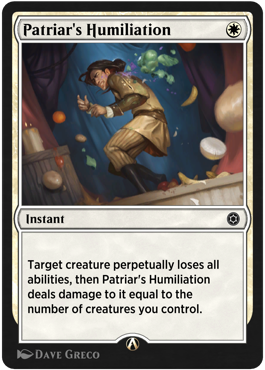 Patriar's Humiliation
Instant
Target creature perpetually loses all
abilities, then Patriar's Humiliation
deals damage to it equal to the
number of creatures you control.
Dave Greco